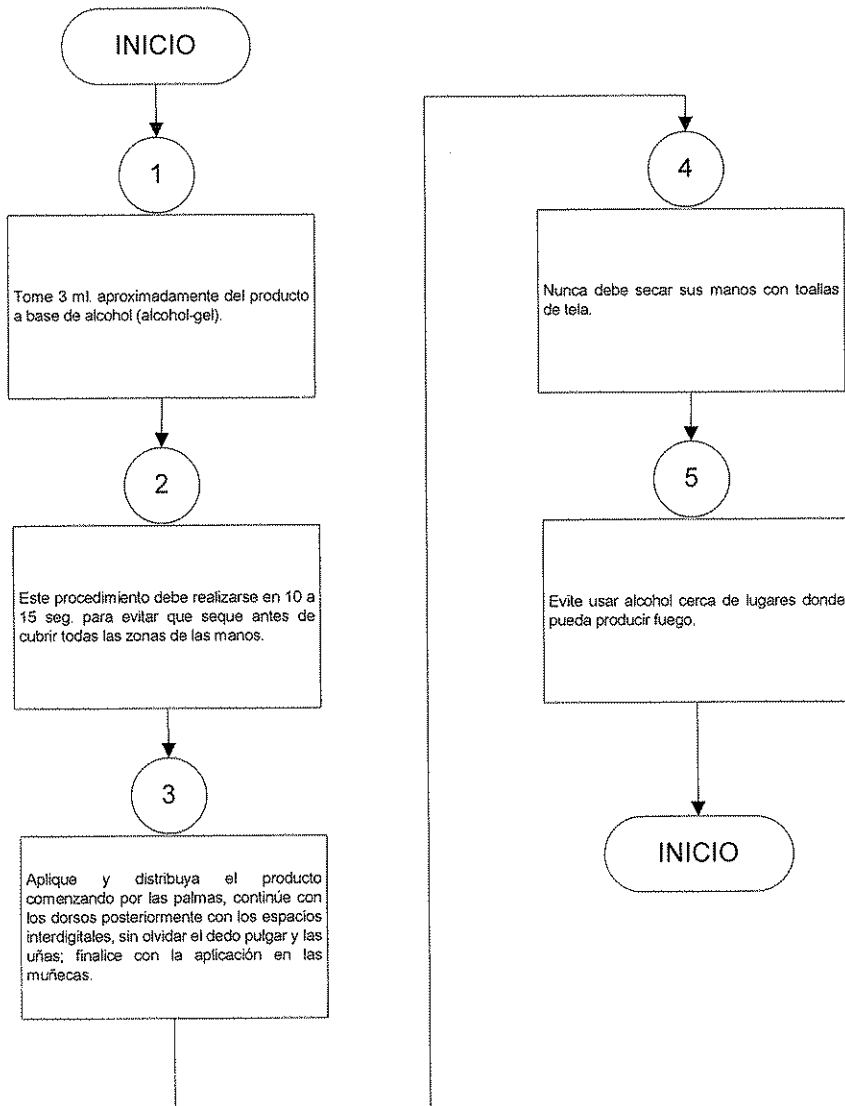 INICIO
1
Tome 3 ml. aproximadamente del producto
a base de alcohol (alcohol-gel).
2
Este procedimiento debe realizarse en 10 a
15 seg. para evitar que seque antes de
cubrir todas las zonas de las manos.
3
Aplique y distribuya el producto
comenzando por las palmas, continúe con
los dorsos posteriormente con los espacios
interdigitales, sin olvidar el dedo pulgar y las
uñas; finalice con la aplicación en las
muñecas.
4
Nunca debe secar sus manos con toallas
de tela.
5
Evite usar alcohol cerca de lugares donde
pueda producir fuego.
INICIO